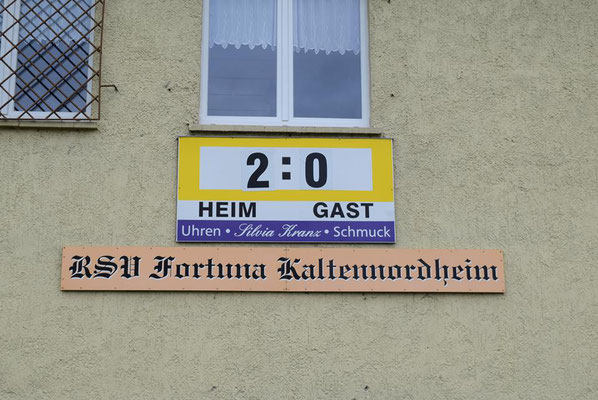 2:0
HEIM GAST
Uhren • Silvia Kranz • Schmuck
RSV Fortuna Kaltennordheim